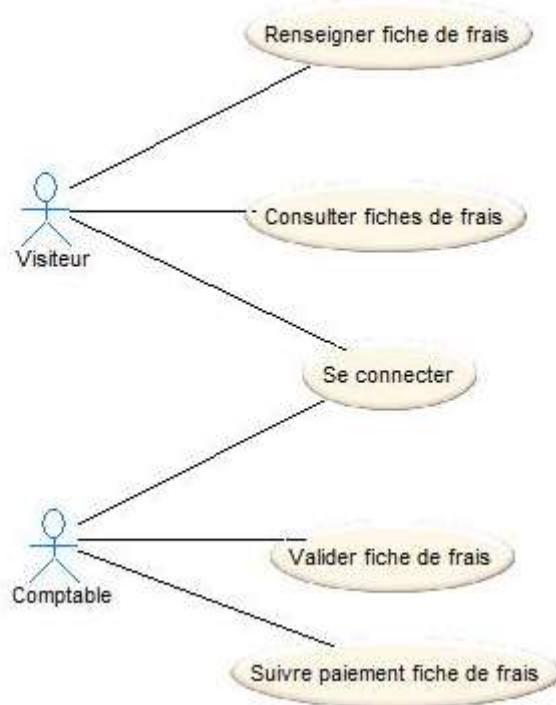 Renseigner fiche de frais
Consulter fiches de frais
Visiteur
Se connecter
Valider fiche de frais
Comptable
Suivre paiement fiche de frais